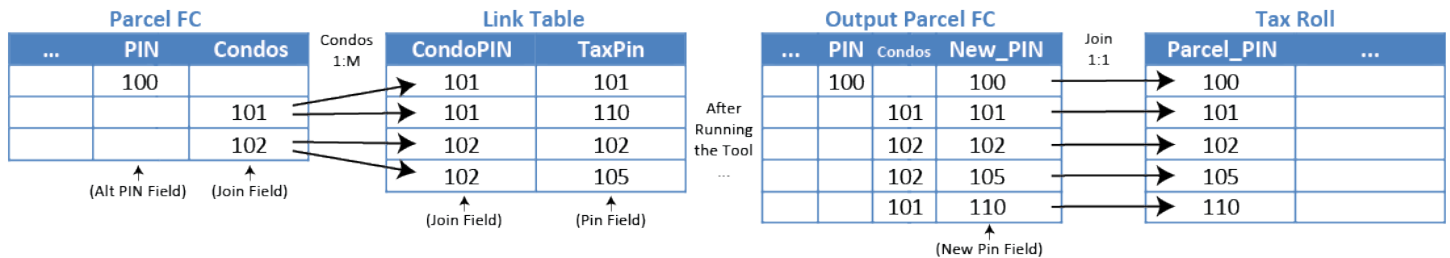 Parcel FC
... PIN Condos
100
101
102
(Alt PIN Field) (Join Field)
Condos
1:M
Link Table
CondoPIN TaxPin
101 101
101 110
102 102
102 105
(Join Field) (Pin Field)
After
Running
the Tool
...
Output Parcel FC
... PIN Condos New_PIN
100 100
101 101
102 102
102 105
101 110
(New Pin Field)
Join
1:1
Tax Roll
Parcel_PIN ...
100
101
102
105
110